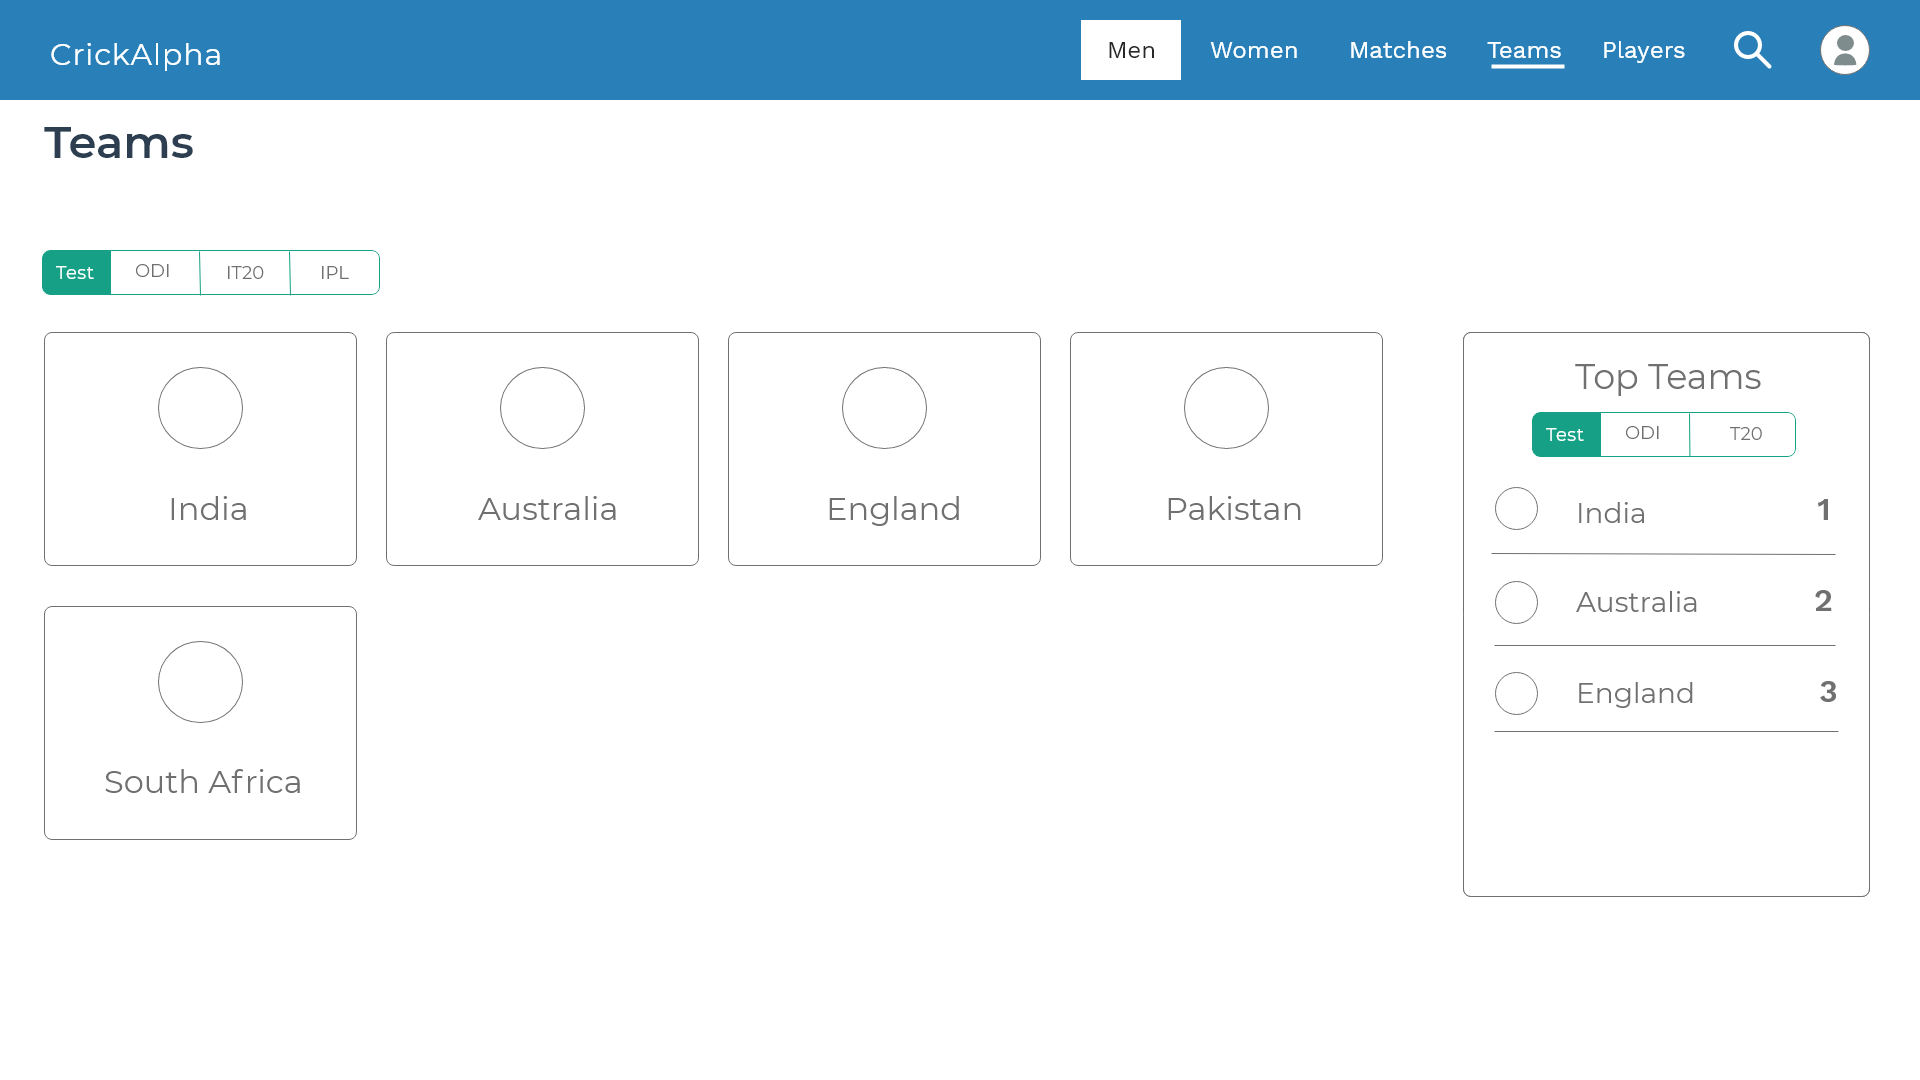 CrickAlpha
Men Women Matches Teams Players
Teams
Test ODI IT20 IPL
India Australia England Pakistan
South Africa
Top Teams
Test ODI T20
India 1
Australia 2
England 3